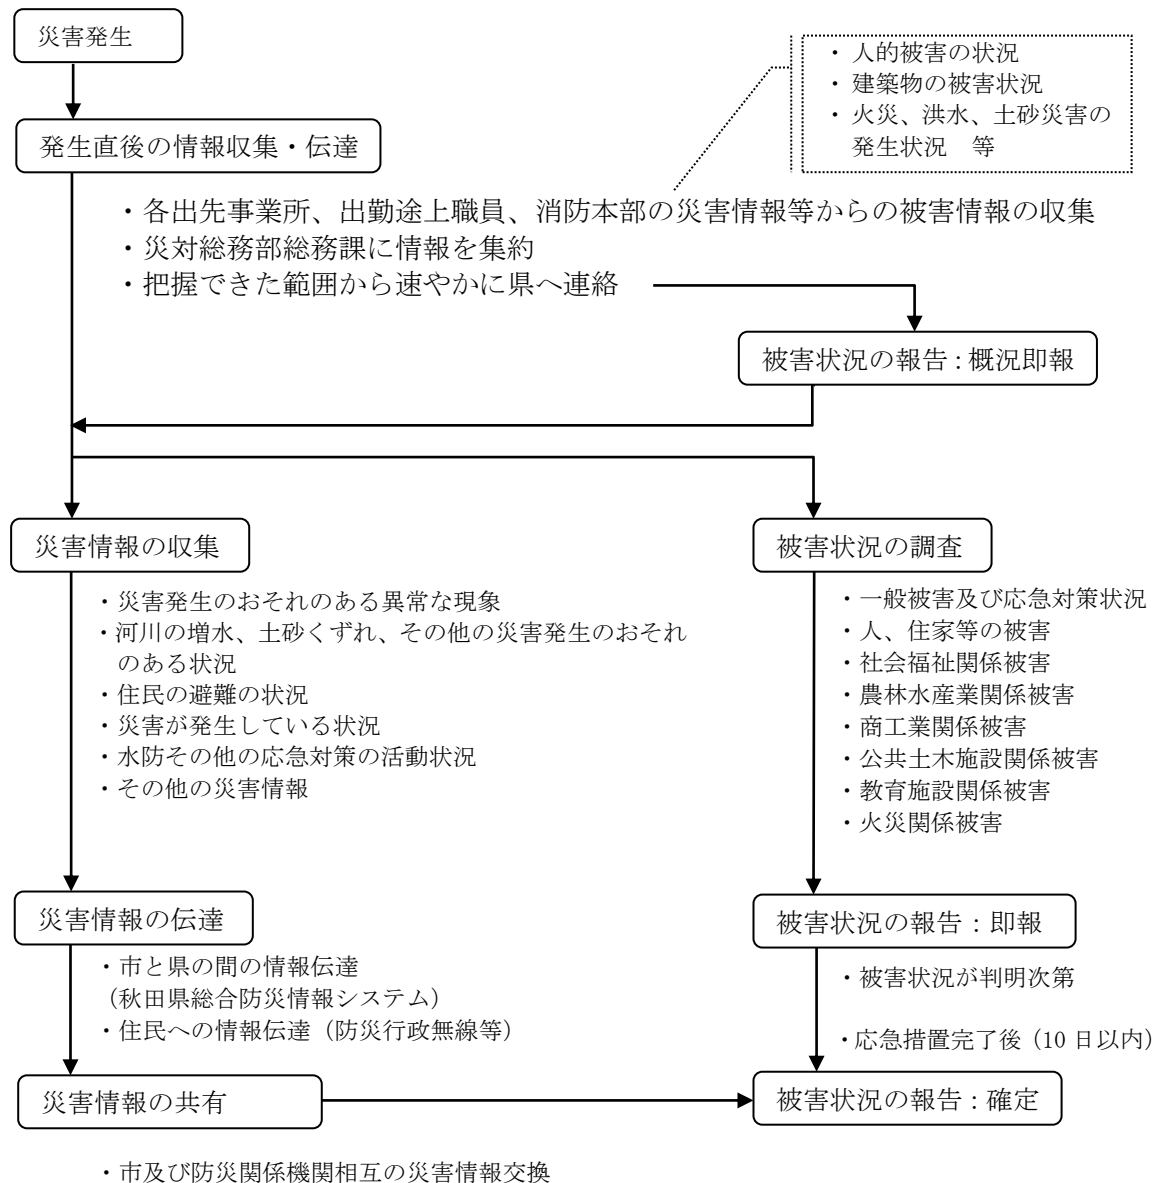 災害発生
・ 人的被害の状況
・ 建築物の被害状況
・ 火災、洪水、土砂災害の
発生状況　等
発生直後の情報収集・伝達
・各出先事業所、出勤途上職員、消防本部の災害情報等からの被害情報の収集
・災対総務部総務課に情報を集約
・把握できた範囲から速やかに県へ連絡
被害状況の報告：概況即報
災害情報の収集
・災害発生のおそれのある異常な現象
・河川の増水、土砂くずれ、その他の災害発生のおそれ
のある状況
・住民の避難の状況
・災害が発生している状況
・水防その他の応急対策の活動状況
・その他の災害情報
被害状況の調査
・一般被害及び応急対策状況
・人、住家等の被害
・社会福祉関係被害
・農林水産業関係被害
・商工業関係被害
・公共土木施設関係被害
・教育施設関係被害
・火災関係被害
災害情報の伝達
・市と県の間の情報伝達
（秋田県総合防災情報システム）
・住民への情報伝達（防災行政無線等）
被害状況の報告：即報
・被害状況が判明次第
・応急措置完了後（10 日以内）
災害情報の共有
被害状況の報告：確定
・市及び防災関係機関相互の災害情報交換